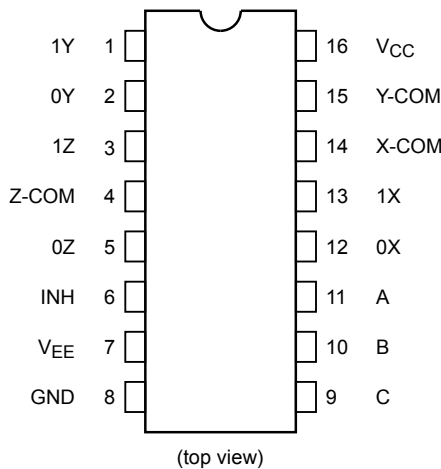 1Y 1 16 VCC
0Y 2 15 Y-COM
1Z 3 14 X-COM
Z-COM 4 13 1X
0Z 5 12 0X
INH 6 11 A
VEE 7 10 B
GND 8 9 C
(top view)